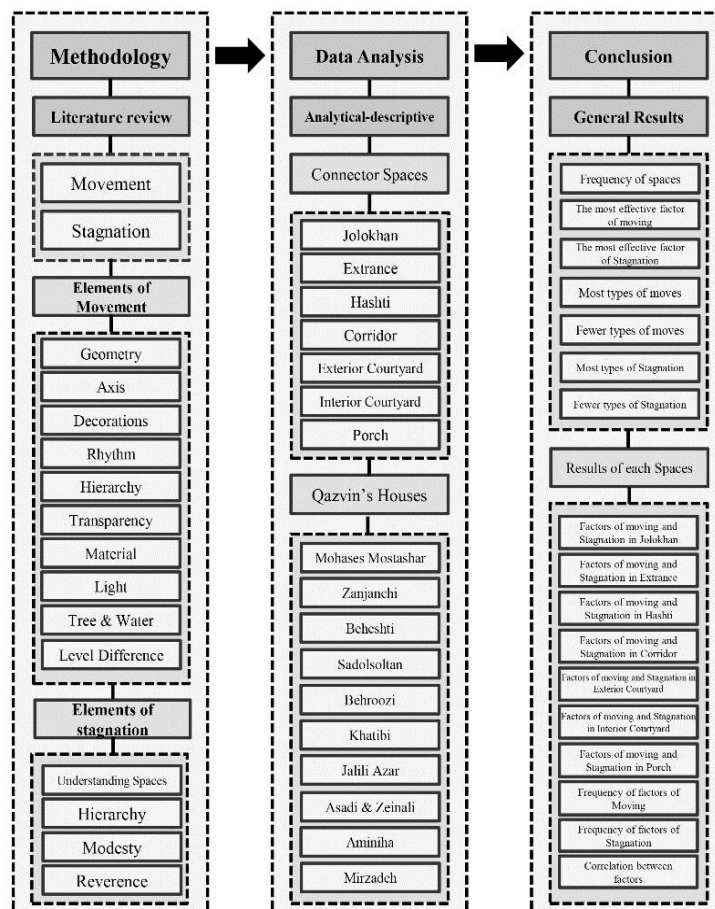 Methodology
Literature review
Movement
Stagnation
Elements of
Movement
Geometry
Axis
Decorations
Rhythm
Hierarchy
Transparency
Material
Light
Tree & Water
Level Difference
Elements of
stagnation
Understanding Spaces
Hierarchy
Modesty
Reverence
Data Analysis
Analytical-descriptive
Connector Spaces
Jolokhan
Extrance
Hashti
Corridor
Exterior Courtyard
Interior Courtyard
Porch
Qazvin's Houses
Mohases Mostashar
Zanjanchi
Beheshti
Sadolsoltan
Behroozi
Khatibi
Jalili Azar
Asadi & Zeinali
Aminiha
Mirzadeh
Conclusion
General Results
Frequency of spaces
The most effective factor
of moving
The most effective factor
of Stagnation
Most types of moves
Fewer types of moves
Most types of Stagnation
Fewer types of Stagnation
Results of each Spaces
Factors of moving and
Stagnation in Jolokhan
Factors of moving and
Stagnation in Extrance
Factors of moving and
Stagnation in Hashti
Factors of moving and
Stagnation in Corridor
Factors of moving and Stagnation in
Exterior Courtyard
Factors of moving and Stagnation
in Interior Courtyard
Factors of moving and
Stagnation in Porch
Frequency of factors of
Moving
Frequency of factors of
Stagnation
Correlation between
factors